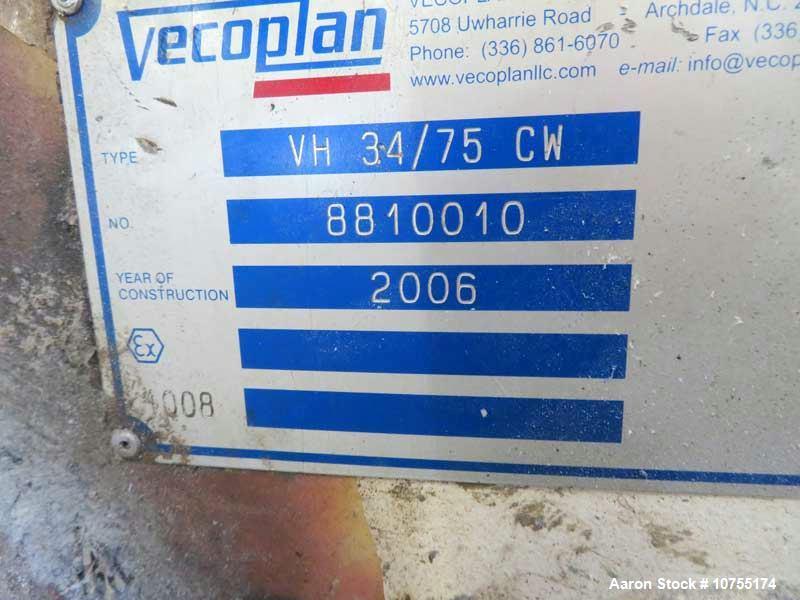 Vecoplan
5708 Uwharrie Road Archdale, N.C.
Phone: (336) 861-6070 Fax (336)
www.vecoplanllc.com e-mail: info@vecop
TYPE VH 34/75 CW
NO. 8810010
YEAR OF
CONSTRUCTION 2006
Ex
008
Aaron Stock # 10755174